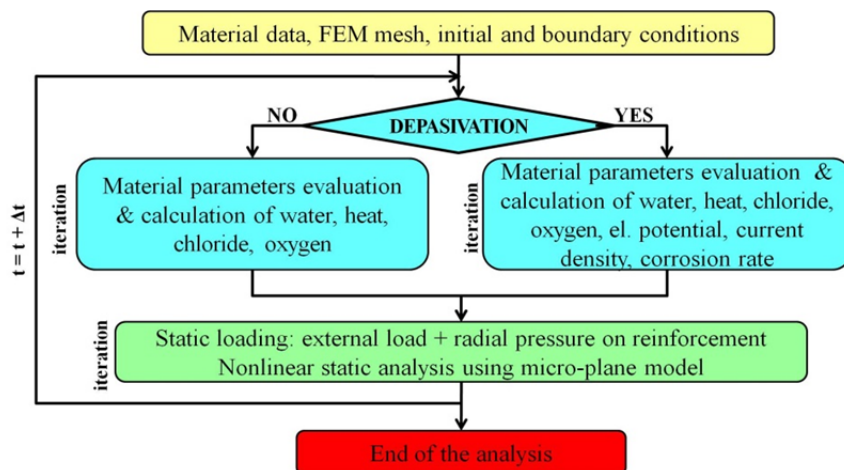 Material data, FEM mesh, initial and boundary conditions
NO
DEPASIVATION
YES
iteration
Material parameters evaluation
& calculation of water, heat,
chloride, oxygen
iteration
Material parameters evaluation &
calculation of water, heat, chloride,
oxygen, el. potential, current
density, corrosion rate
t = t + Δt
iteration
Static loading: external load + radial pressure on reinforcement
Nonlinear static analysis using micro-plane model
End of the analysis